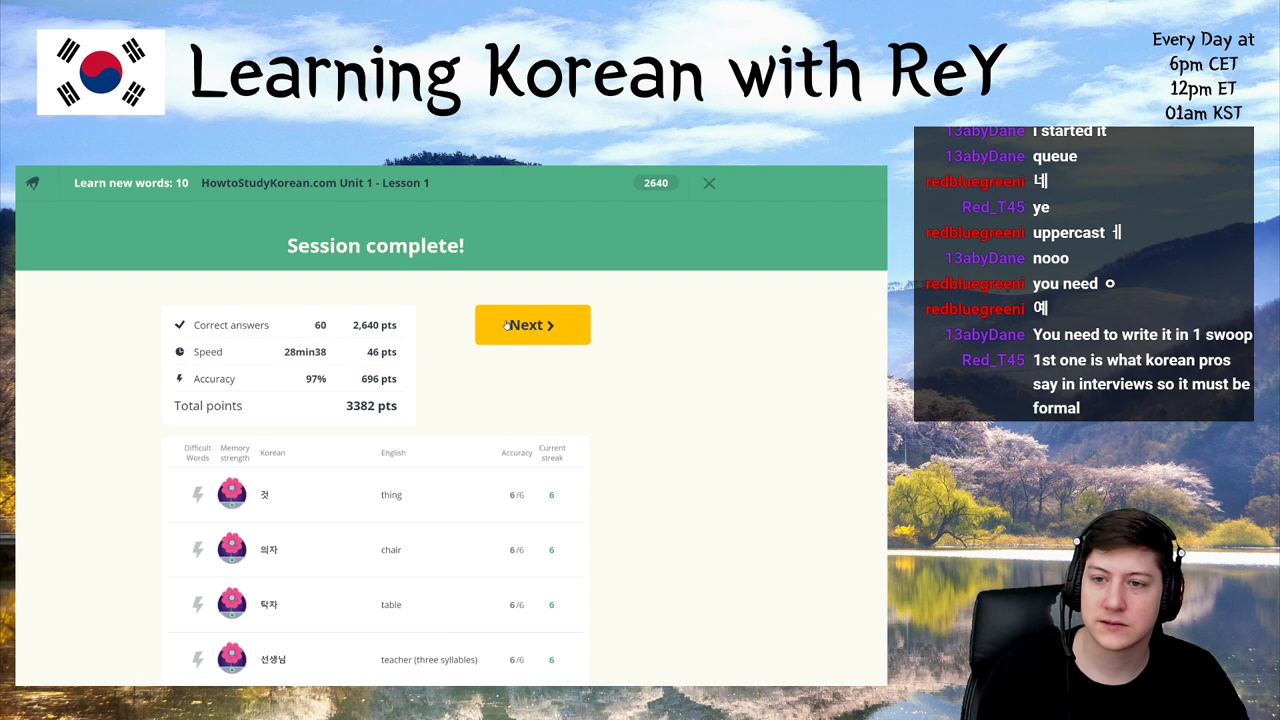 Learning Korean with ReY
Every Day at
6pm CET
12pm ET
01am KST
13abyDane i started it
13abyDane queue
redbluegreeni 네
Red_T45 ye
redbluegreeni uppercast ㅖ
13abyDane nooo
redbluegreeni you need ㅇ
redbluegreeni 예
13abyDane You need to write it in 1 swoop
Red_T45 1st one is what korean pros
say in interviews so it must be
formal
Learn new words: 10 HowtoStudyKorean.com Unit 1 - Lesson 1 2640
Session complete!
Correct answers 60 2,640 pts
Speed 28min38 46 pts
Accuracy 97% 696 pts
Total points 3382 pts
Next
Difficult Words Memory strength Korean English Accuracy Current streak
것 thing 6/6 6
의자 chair 6/6 6
탁자 table 6/6 6
선생님 teacher (three syllables) 6/6 6